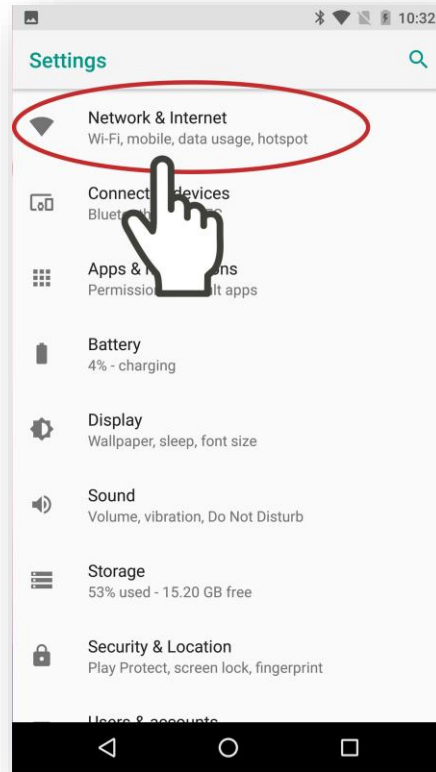 10:32
Settings
Network & Internet
Wi-Fi, mobile, data usage, hotspot
devices
Apps &
Battery
4% - charging
Display
Wallpaper, sleep, font size
Sound
Volume, vibration, Do Not Disturb
Storage
53% used - 15.20 GB free
Security & Location
Play Protect, screen lock, fingerprint
Users & accounts